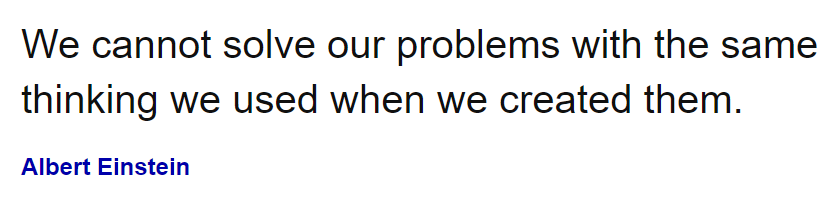 We cannot solve our problems with the same
thinking we used when we created them.
Albert Einstein